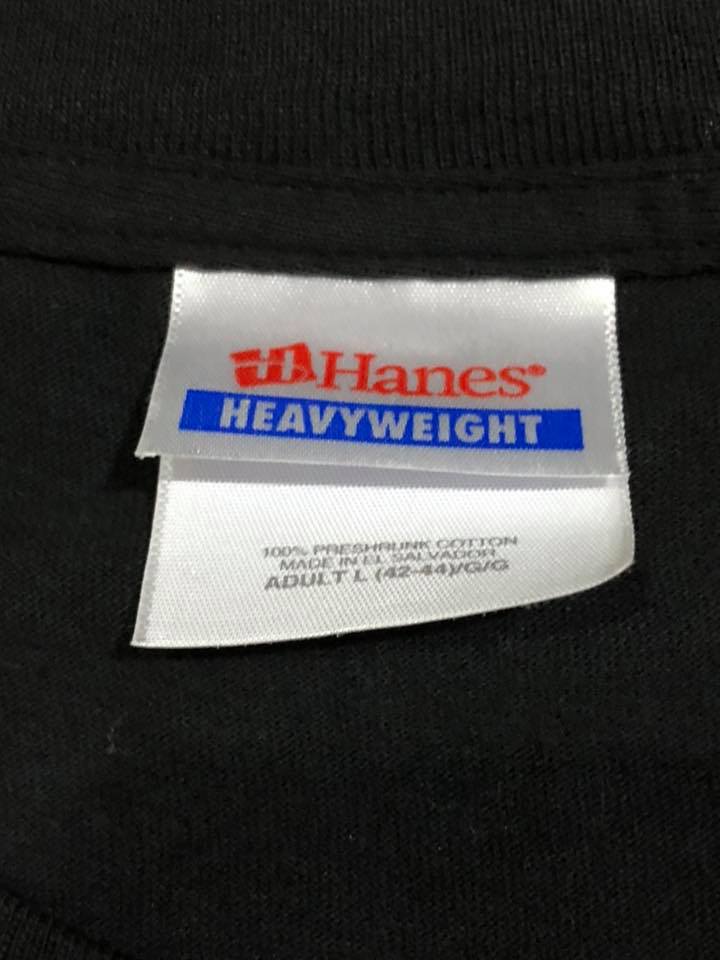 Hanes®
HEAVYWEIGHT
100% PRESHRUNK COTTON
MADE IN EL SALVADOR
ADULT L (42-44)/G/G